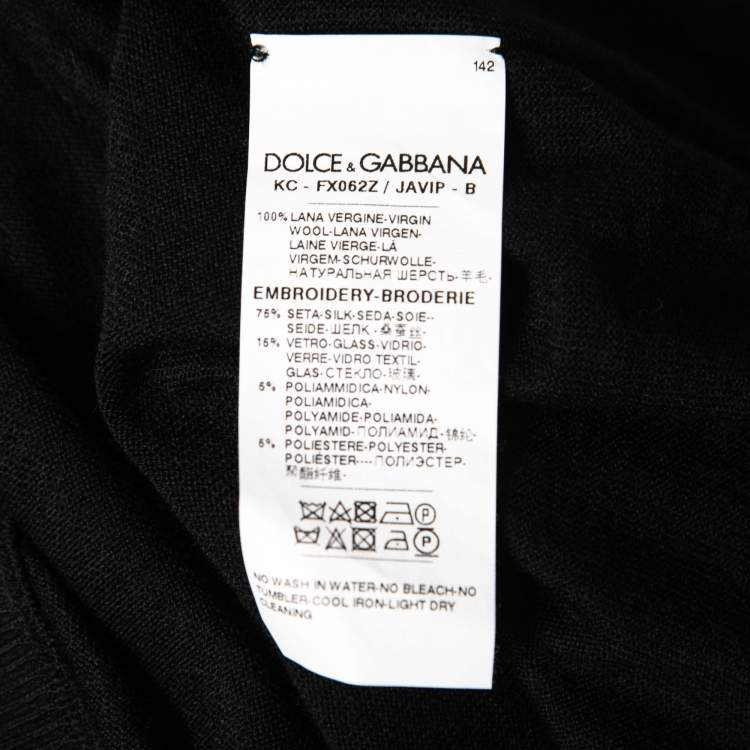 142
DOLCE & GABBANA
KC - FX062Z / JAVIP - B
100% LANA VERGINE-VIRGIN
WOOL-LANA VIRGEN-
LAINE VIERGE-LÃ
VIRGEM-SCHURWOLLE-
НАТУРАЛЬНАЯ ШЕРСТЬ-羊毛-
EMBROIDERY-BRODERIE
75% SETA-SILK-SEDA-SOIE--
SEIDE-ШЕЛК-桑蚕丝-
15% VETRO-GLASS-VIDRIO-
VERRE-VIDRO TEXTIL-
GLAS-СТЕКЛО-玻璃-
5% POLIAMMIDICA-NYLON-
POLIAMIDICA-
POLYAMIDE-POLIAMIDA-
POLYAMID-ПОЛИАМИД-锦纶-
5% POLIESTERE-POLYESTER-
POLIÉSTER----ПОЛИЭСТЕР-
聚酯纤维-
P
P
NO WASH IN WATER-NO BLEACH-NO
TUMBLER-COOL IRON-LIGHT DRY
CLEANING